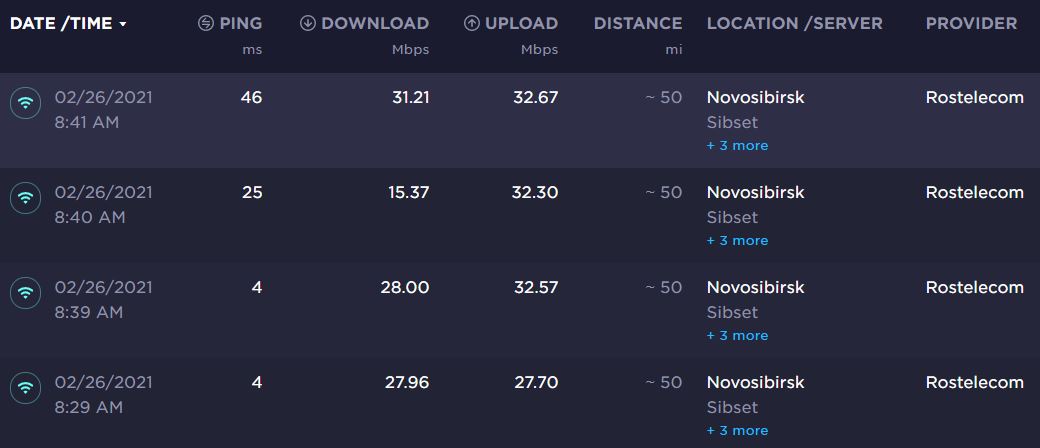 DATE /TIME PING DOWNLOAD UPLOAD DISTANCE LOCATION /SERVER PROVIDER
ms Mbps Mbps mi
02/26/2021 46 31.21 32.67 ~ 50 Novosibirsk Rostelecom
8:41 AM Sibset
+ 3 more
02/26/2021 25 15.37 32.30 ~ 50 Novosibirsk Rostelecom
8:40 AM Sibset
+ 3 more
02/26/2021 4 28.00 32.57 ~ 50 Novosibirsk Rostelecom
8:39 AM Sibset
+ 3 more
02/26/2021 4 27.96 27.70 ~ 50 Novosibirsk Rostelecom
8:29 AM Sibset
+ 3 more